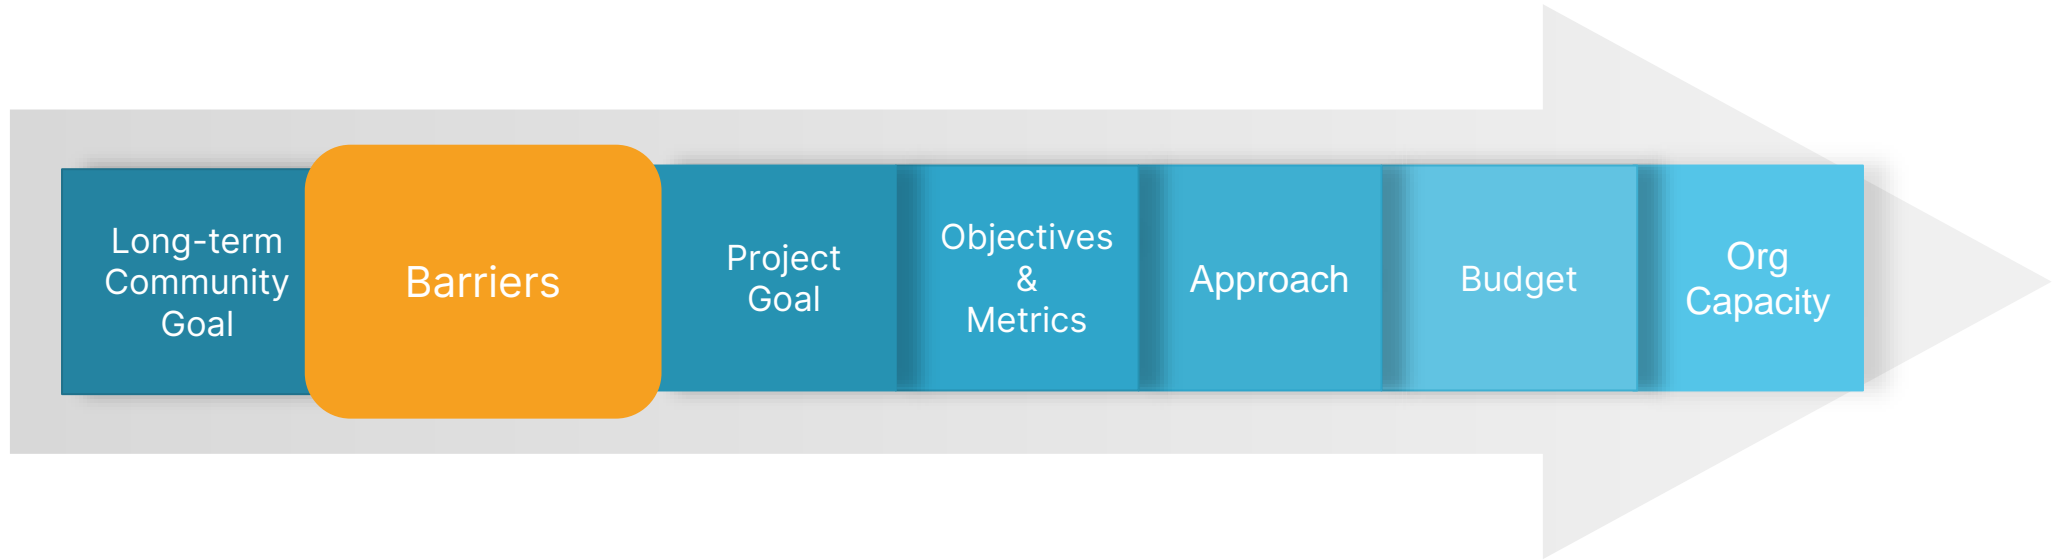 Long-term
Community
Goal
Barriers
Project
Goal
Objectives
&
Metrics
Approach
Budget
Org
Capacity